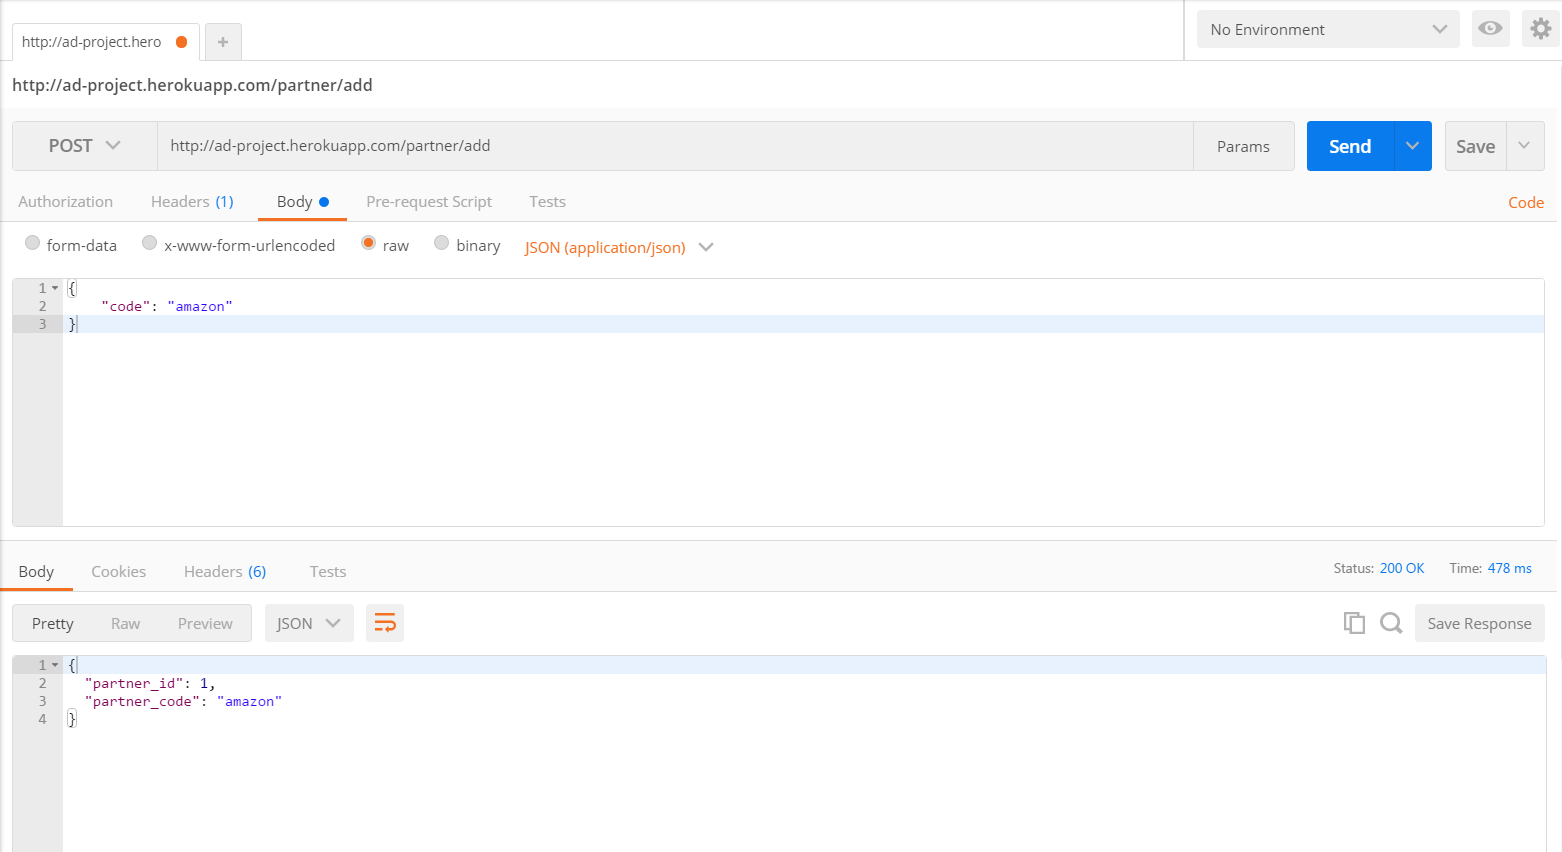 http://ad-project.hero +
No Environment
http://ad-project.herokuapp.com/partner/add
POST http://ad-project.herokuapp.com/partner/add Params Send Save
Authorization Headers (1) Body Pre-request Script Tests Code
form-data x-www-form-urlencoded raw binary JSON (application/json)
1 {
2 "code": "amazon"
3 }
Body Cookies Headers (6) Tests Status: 200 OK Time: 478 ms
Pretty Raw Preview JSON Save Response
1 {
2 "partner_id": 1,
3 "partner_code": "amazon"
4 }